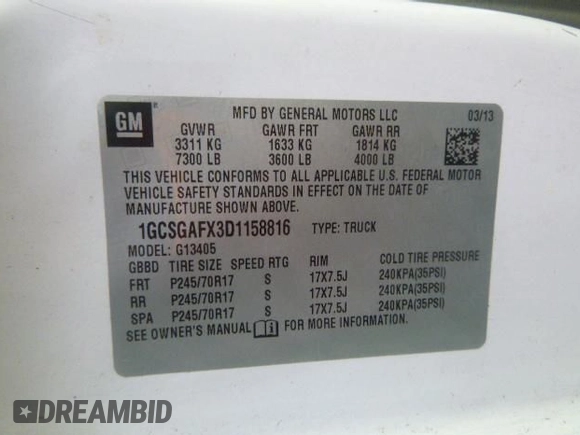 GM
MFD BY GENERAL MOTORS LLC 03/13
GVWR GAWR FRT GAWR RR
3311 KG 1633 KG 1814 KG
7300 LB 3600 LB 4000 LB
THIS VEHICLE CONFORMS TO ALL APPLICABLE U.S. FEDERAL MOTOR
VEHICLE SAFETY STANDARDS IN EFFECT ON THE DATE OF
MANUFACTURE SHOWN ABOVE.
1GCSGAFX3D1158816 TYPE: TRUCK
MODEL: G13405
GBBD TIRE SIZE SPEED RTG RIM COLD TIRE PRESSURE
FRT P245/70R17 S 17X7.5J 240KPA(35PSI)
RR P245/70R17 S 17X7.5J 240KPA(35PSI)
SPA P245/70R17 S 17X7.5J 240KPA(35PSI)
SEE OWNER'S MANUAL i FOR MORE INFORMATION.
DREAMBID